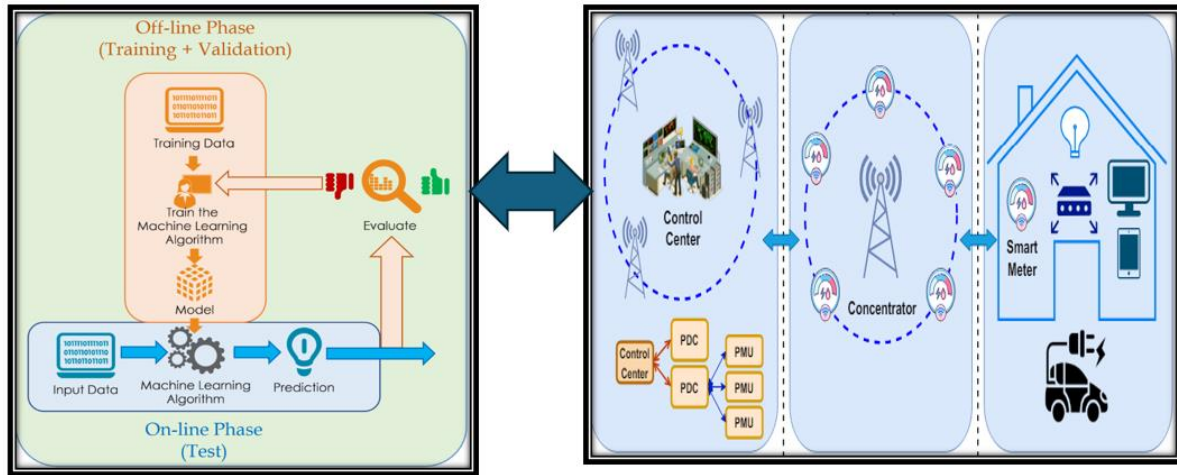 Off-line Phase
(Training + Validation)
Training Data
Train the
Machine Learning
Algorithm
Model
Evaluate
Input Data
Machine Learning
Algorithm
Prediction
On-line Phase
(Test)
Control
Center
Control
Center
PDC
PDC
PMU
PMU
PMU
Concentrator
Smart
Meter